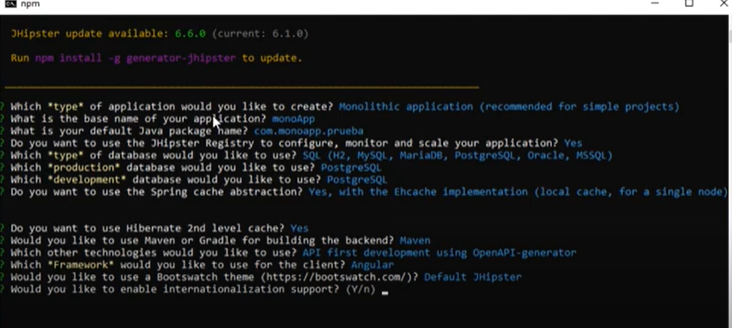 npm
JHipster update available: 6.6.0 (current: 6.1.0)
Run npm install -g generator-jhipster to update.
? Which *type* of application would you like to create? Monolithic application (recommended for simple projects)
? What is the base name of your application? monoApp
? What is your default Java package name? com.monoapp.prueba
? Do you want to use the JHipster Registry to configure, monitor and scale your application? Yes
? Which *type* of database would you like to use? SQL (H2, MySQL, MariaDB, PostgreSQL, Oracle, MSSQL)
? Which *production* database would you like to use? PostgreSQL
? Which *development* database would you like to use? PostgreSQL
? Do you want to use the Spring cache abstraction? Yes, with the Ehcache implementation (local cache, for a single node)
? Do you want to use Hibernate 2nd level cache? Yes
? Would you like to use Maven or Gradle for building the backend? Maven
? Which other technologies would you like to use? API first development using OpenAPI-generator
? Which *Framework* would you like to use for the client? Angular
? Would you like to use a Bootswatch theme (https://bootswatch.com/)? Default JHipster
? Would you like to enable internationalization support? (Y/n)